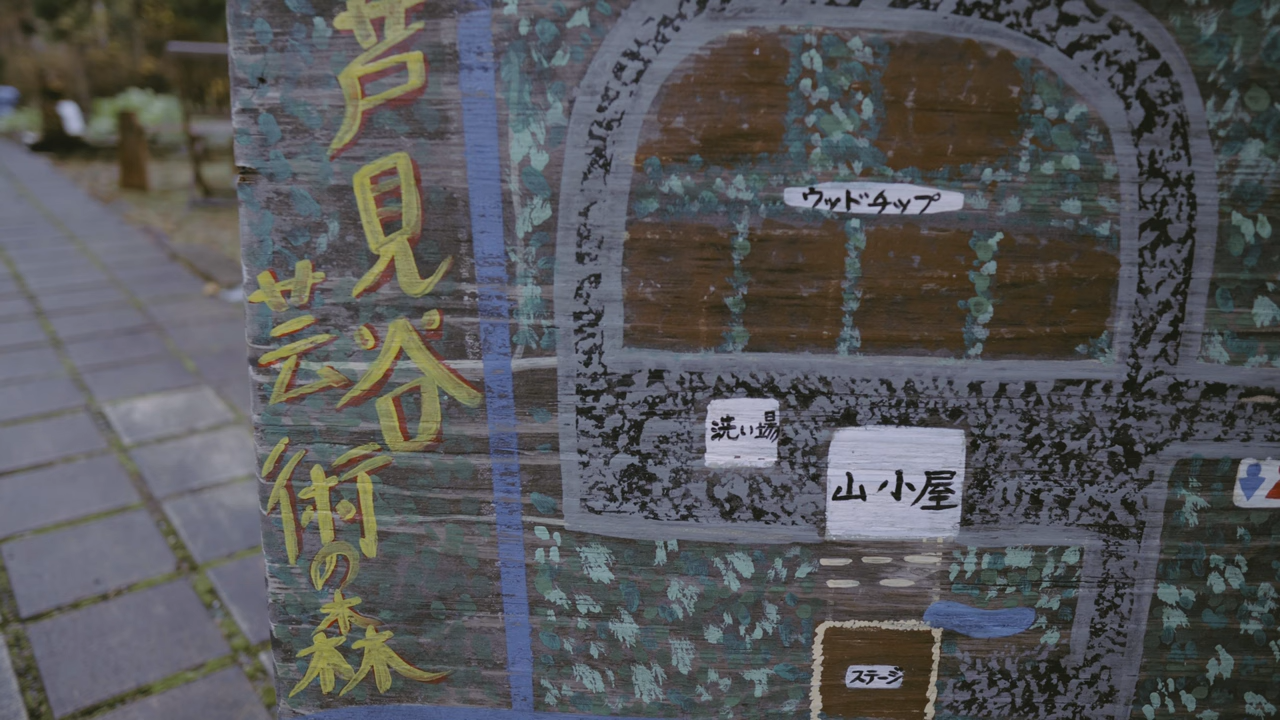 芦見谷
芸術の森
ウッドチップ
洗い場
山小屋
ステージ